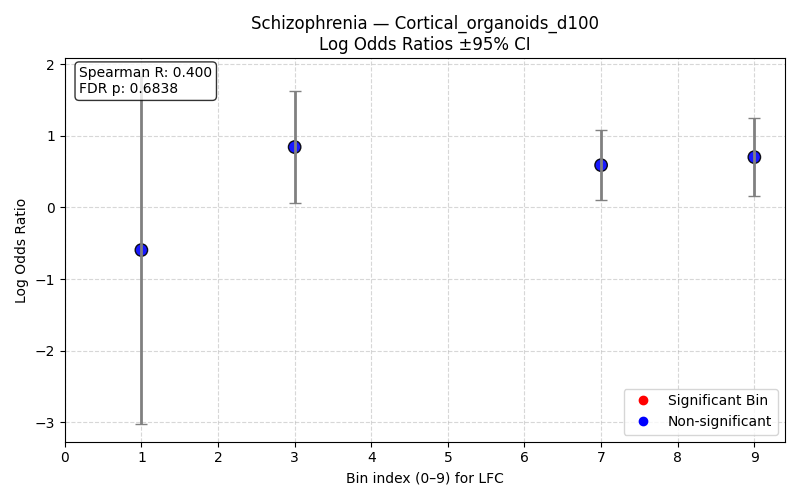 Schizophrenia — Cortical_organoids_d100
Log Odds Ratios ±95% CI
Spearman R: 0.400
FDR p: 0.6838
Log Odds Ratio
2
1
0
−1
−2
−3
Significant Bin
Non-significant
0 1 2 3 4 5 6 7 8 9
Bin index (0–9) for LFC